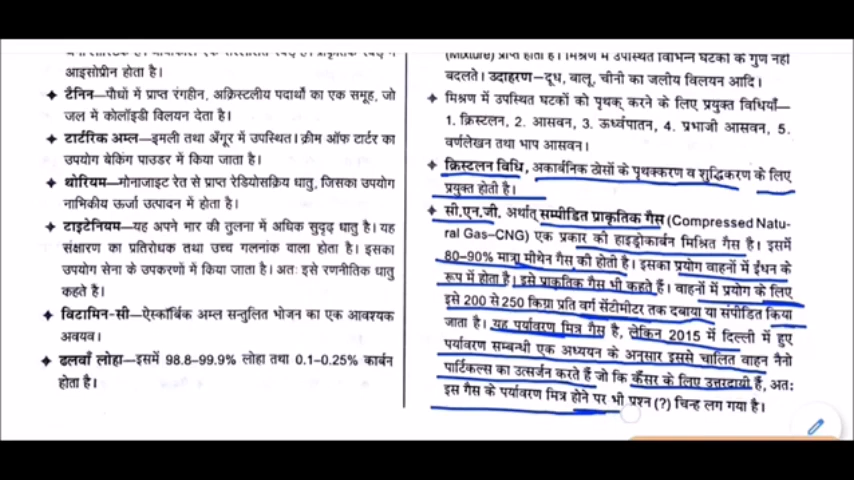 आइसोप्रीन होता है।
✦ टैनिन—पौधों में प्राप्त रंगहीन, अक्रिस्टलीय पदार्थों का एक समूह, जो
जल में कोलॉइडी विलयन देता है।
✦ टार्टरिक अम्ल—इमली तथा अँगूर में उपस्थित। क्रीम ऑफ टार्टर का
उपयोग बेकिंग पाउडर में किया जाता है।
✦ थोरियम—मोनाजाइट रेत से प्राप्त रेडियोसक्रिय धातु, जिसका उपयोग
नाभिकीय ऊर्जा उत्पादन में होता है।
✦ टाइटेनियम—यह अपने भार की तुलना में अधिक सुदृढ़ धातु है। यह
संक्षारण का प्रतिरोधक तथा उच्च गलनांक वाला होता है। इसका
उपयोग सेना के उपकरणों में किया जाता है। अतः इसे रणनीतिक धातु
कहते है।
✦ विटामिन-सी—ऐस्कॉर्बिक अम्ल सन्तुलित भोजन का एक आवश्यक
अवयव।
✦ ढलवाँ लोहा—इसमें 98.8–99.9% लोहा तथा 0.1–0.25% कार्बन
होता है।
(Mixture) प्राप्त होता है। मिश्रण में उपस्थित विभिन्न घटकों के गुण नहीं
बदलते। उदाहरण—दूध, बालू, चीनी का जलीय विलयन आदि।
✦ मिश्रण में उपस्थित घटकों को पृथक् करने के लिए प्रयुक्त विधियाँ—
1. क्रिस्टलन, 2. आसवन, 3. ऊर्ध्वपातन, 4. प्रभाजी आसवन, 5.
वर्णलेखन तथा भाप आसवन।
✦ क्रिस्टलन विधि, अकार्बनिक ठोसों के पृथक्करण व शुद्धिकरण के लिए
प्रयुक्त होती है।
✦ सी.एन.जी. अर्थात् सम्पीडित प्राकृतिक गैस (Compressed Natu-
ral Gas–CNG) एक प्रकार की हाइड्रोकार्बन मिश्रित गैस है। इसमें
80–90% मात्रा मीथेन गैस की होती है। इसका प्रयोग वाहनों में ईंधन के
रूप में होता है। इसे प्राकृतिक गैस भी कहते हैं। वाहनों में प्रयोग के लिए
इसे 200 से 250 किग्रा प्रति वर्ग सेंटीमीटर तक दबाया या संपीडित किया
जाता है। यह पर्यावरण मित्र गैस है, लेकिन 2015 में दिल्ली में हुए
पर्यावरण सम्बन्धी एक अध्ययन के अनुसार इससे चालित वाहन नैनो
पार्टिकल्स का उत्सर्जन करते हैं जो कि कैंसर के लिए उत्तरदायी हैं, अतः
इस गैस के पर्यावरण मित्र होने पर भी प्रश्न (?) चिन्ह लग गया है।